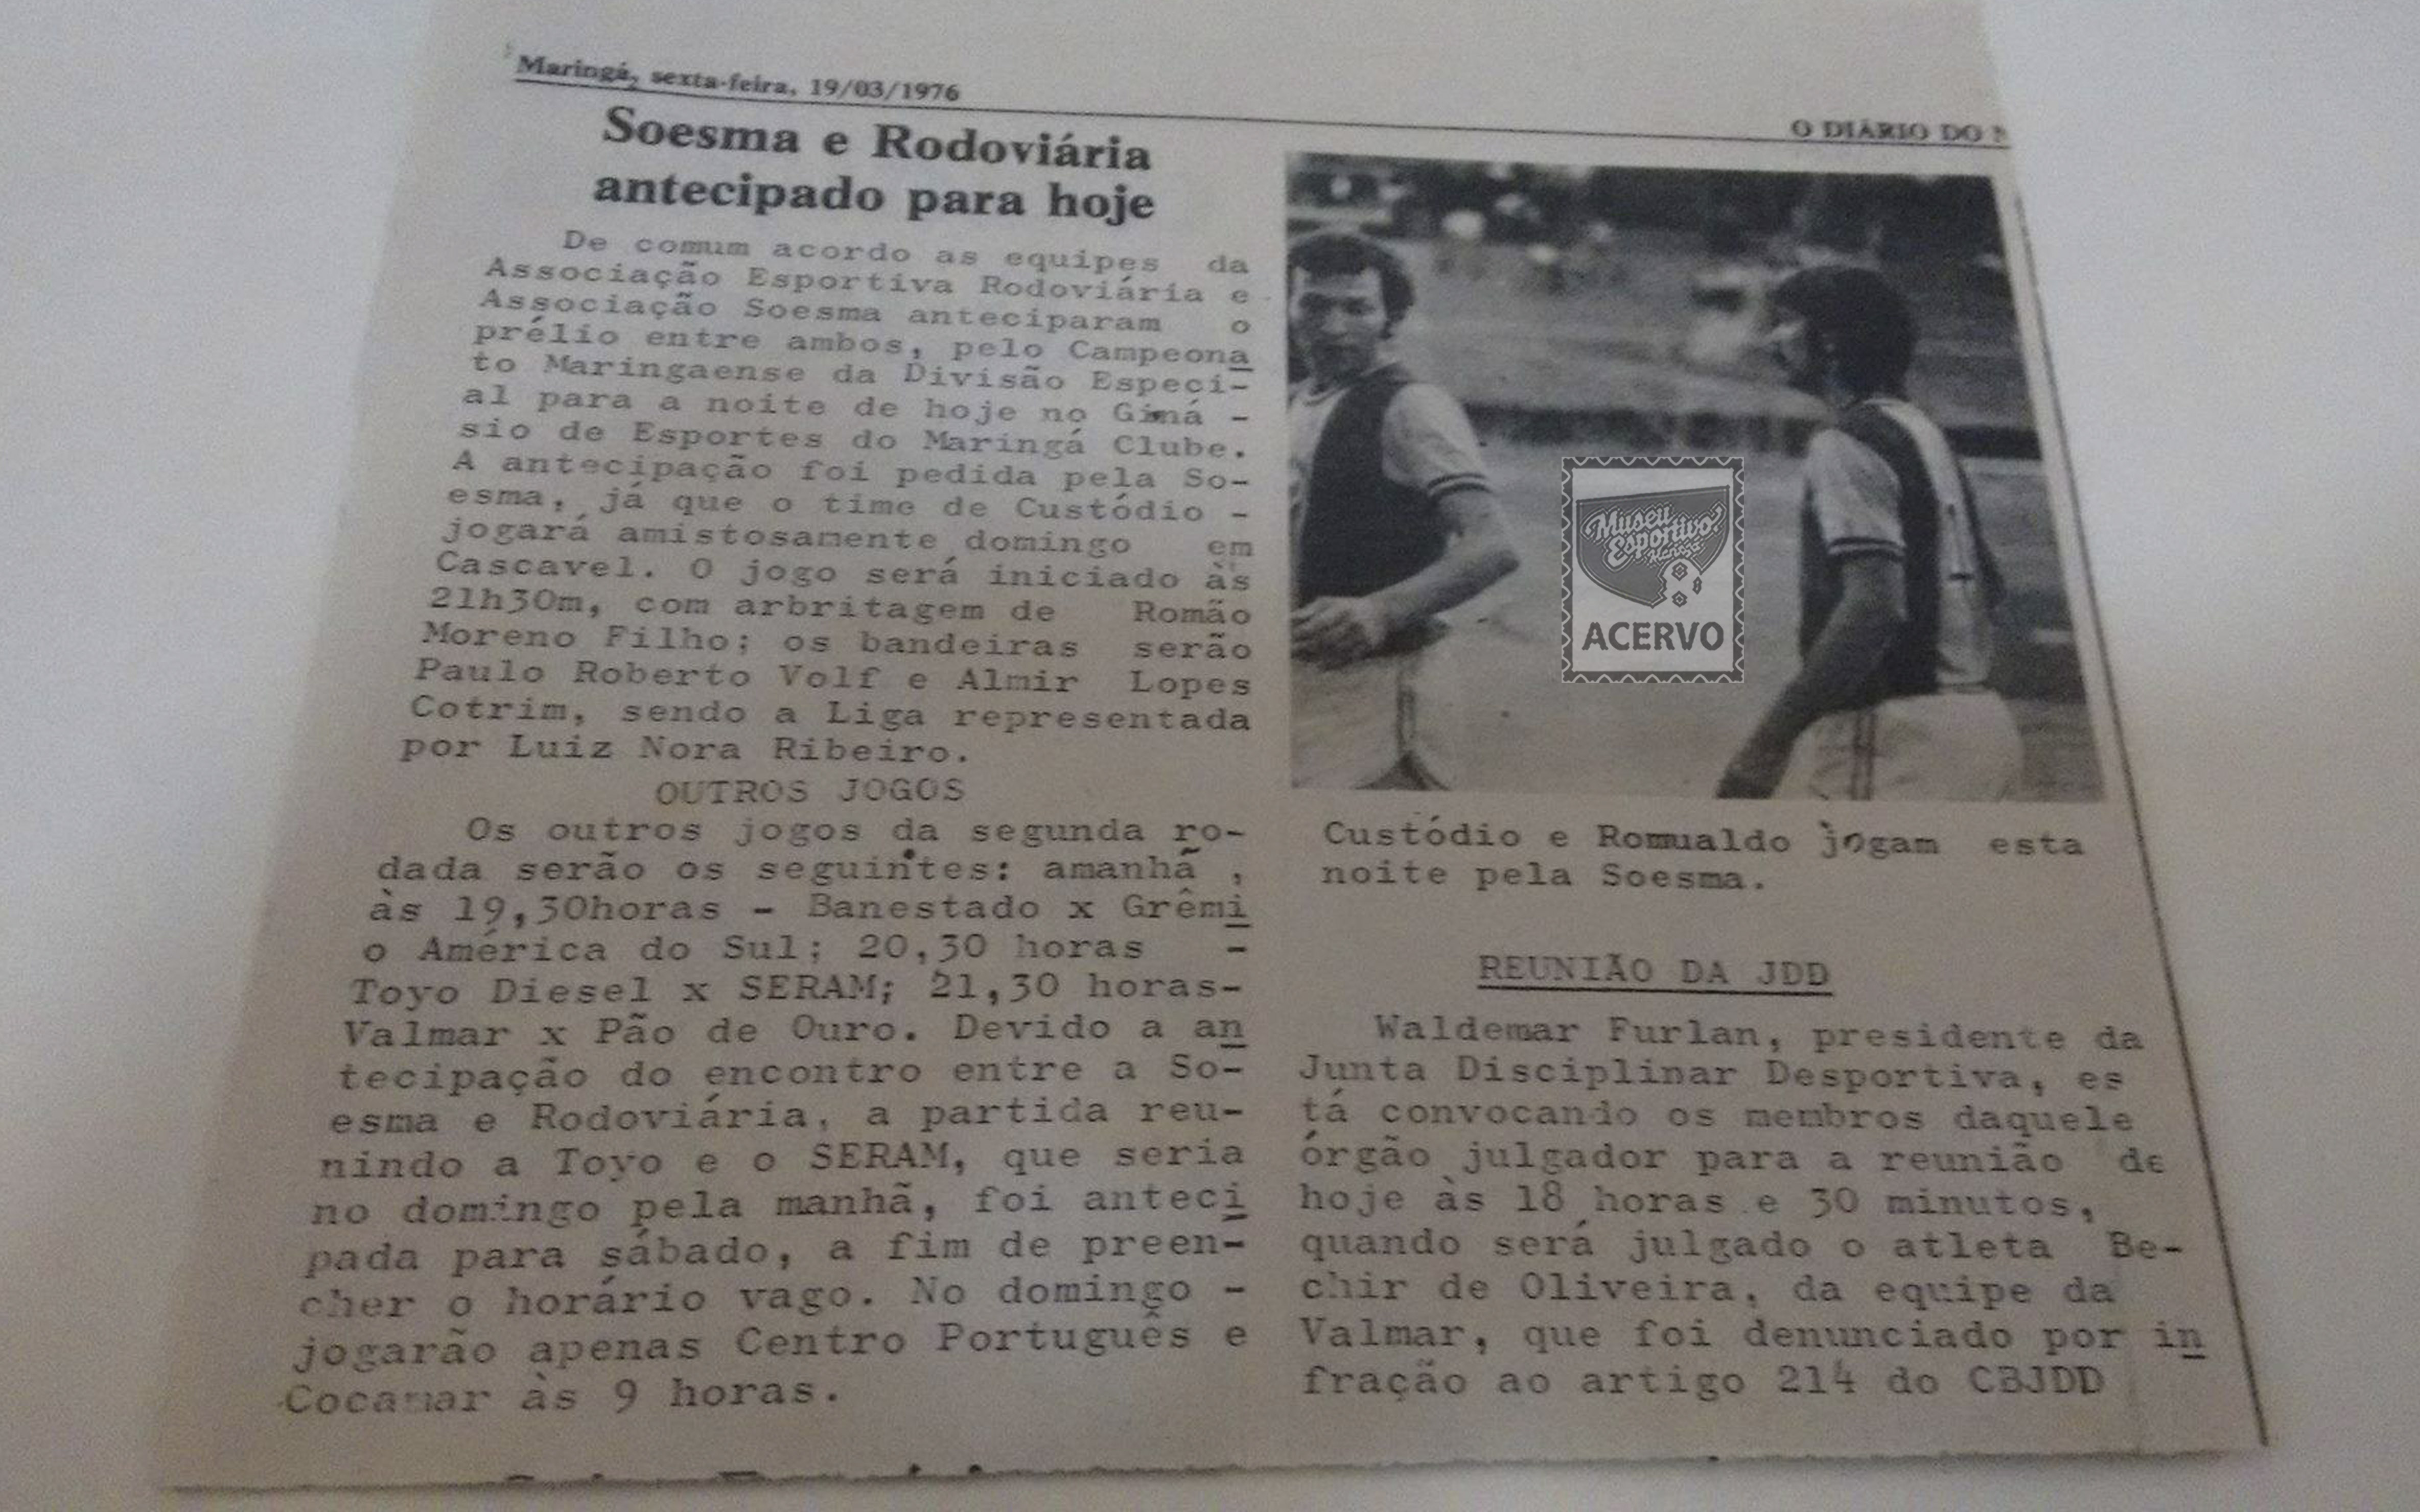 Maringá, sexta-feira, 19/03/1976
O DIÁRIO DO
Soesma e Rodoviária
antecipado para hoje
De comum acordo as equipes da
Associação Esportiva Rodoviária e
Associação Soesma anteciparam o
prélio entre ambos, pelo Campeona
to Maringaense da Divisão Especi-
al para a noite de hoje no Giná -
sio de Esportes do Maringá Clube.
A antecipação foi pedida pela So-
esma, já que o time de Custódio -
jogará amistosamente domingo em
Cascavel. O jogo será iniciado às
21h30m, com arbritagem de Romão
Moreno Filho; os bandeiras serão
Paulo Roberto Volf e Almir Lopes
Cotrim, sendo a Liga representada
por Luiz Nora Ribeiro.
OUTROS JOGOS
Os outros jogos da segunda ro-
dada serão os seguintes: amanhã ,
às 19,30horas - Banestado x Grêmi
o América do Sul; 20,30 horas -
Toyo Diesel x SERAM; 21,30 horas-
Valmar x Pão de Ouro. Devido a an
tecipação do encontro entre a So-
esma e Rodoviária, a partida reu-
nindo a Toyo e o SERAM, que seria
no domingo pela manhã, foi anteci
pada para sábado, a fim de preen-
cher o horário vago. No domingo -
jogarão apenas Centro Português e
Cocamar às 9 horas.
Museu
Esportivo
Maringá
ACERVO
Custódio e Romualdo jogam esta
noite pela Soesma.
REUNIÃO DA JDD
Waldemar Furlan, presidente da
Junta Disciplinar Desportiva, es
tá convocando os membros daquele
órgão julgador para a reunião de
hoje às 18 horas e 30 minutos,
quando será julgado o atleta Be-
chir de Oliveira, da equipe da
Valmar, que foi denunciado por in
fração ao artigo 214 do CBJDD